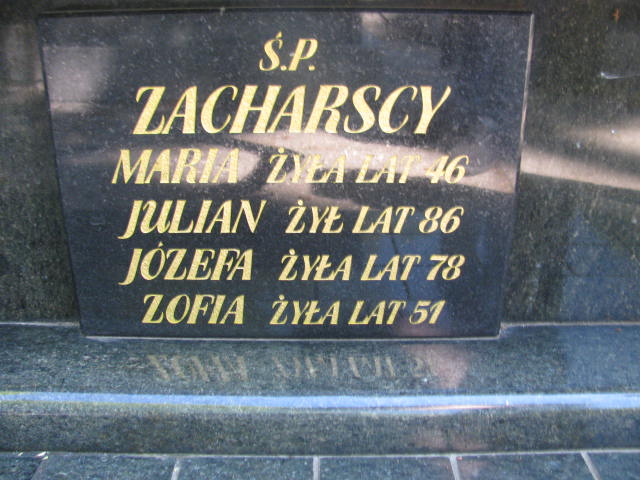 Ś.P.
ZACHARSCY
MARIA ŻYŁA LAT 46
JULIAN ŻYŁ LAT 86
JÓZEFA ŻYŁA LAT 78
ZOFIA ŻYŁA LAT 51